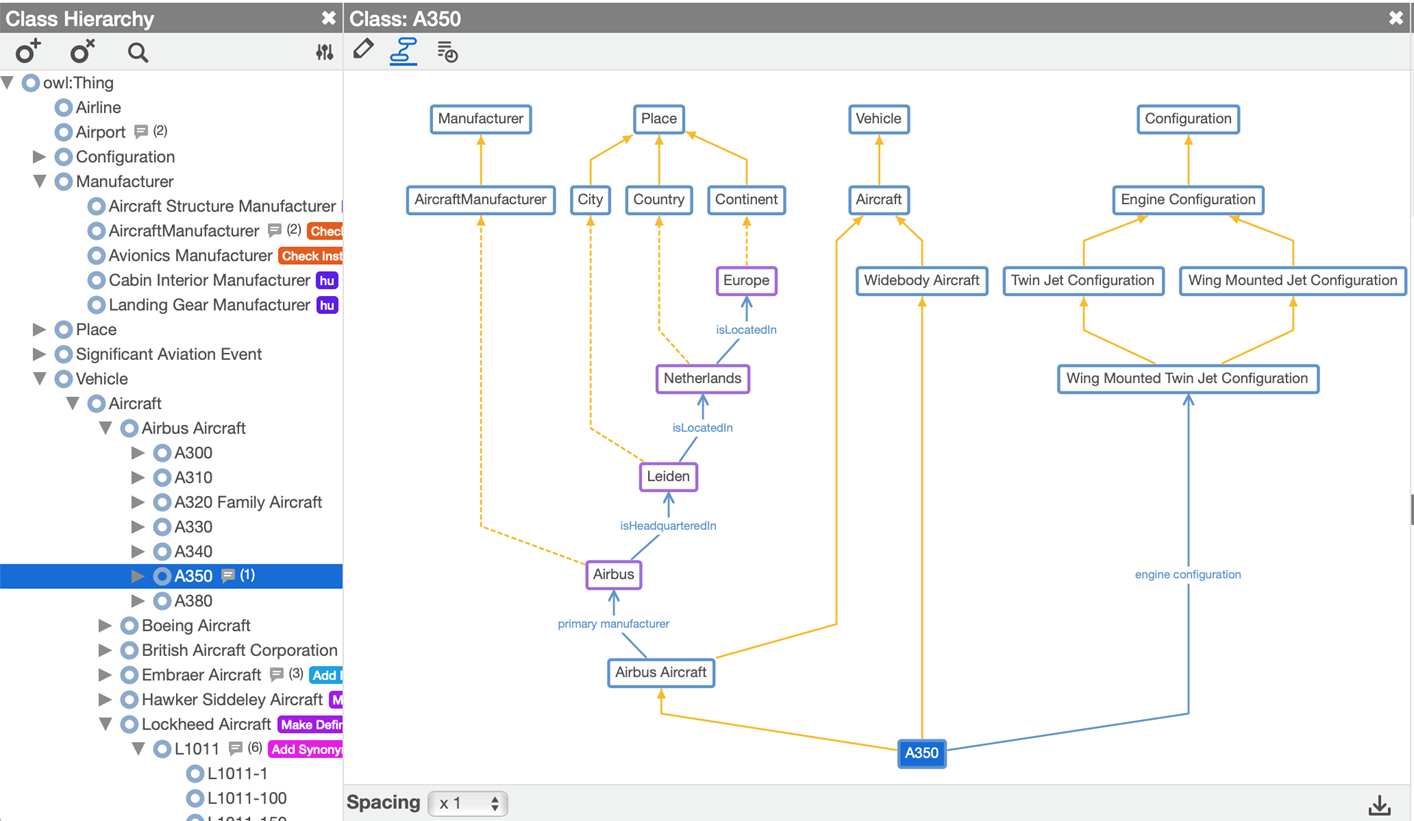 Class Hierarchy
Class: A350
owl:Thing
Airline
Airport (2)
Configuration
Manufacturer
Aircraft Structure Manufacturer
AircraftManufacturer (2)
Avionics Manufacturer
Cabin Interior Manufacturer hu
Landing Gear Manufacturer hu
Place
Significant Aviation Event
Vehicle
Aircraft
Airbus Aircraft
A300
A310
A320 Family Aircraft
A330
A340
A350 (1)
A380
Boeing Aircraft
British Aircraft Corporation
Embraer Aircraft (3) Add
Hawker Siddeley Aircraft
Lockheed Aircraft Make
L1011 (6) Add
L1011-1
L1011-100
Manufacturer Place Vehicle Configuration
AircraftManufacturer City Country Continent Aircraft Engine Configuration
Europe Widebody Aircraft Twin Jet Configuration Wing Mounted Jet Configuration
isLocatedIn
Netherlands Wing Mounted Twin Jet Configuration
isLocatedIn
Leiden
isHeadquarteredIn
Airbus engine configuration
primary manufacturer
Airbus Aircraft
A350
Spacing x 1